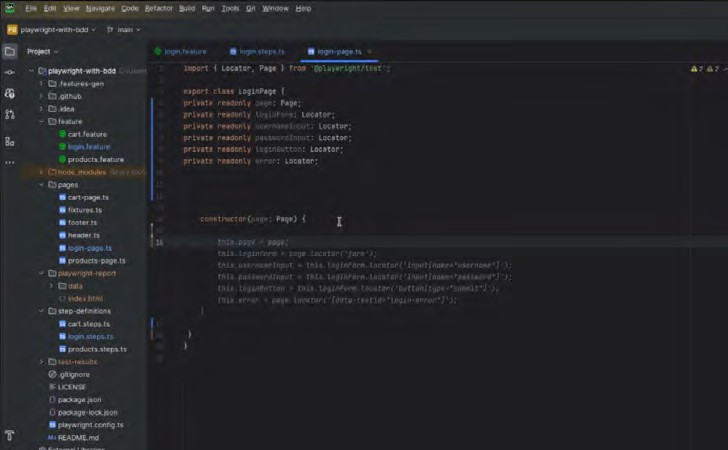 File Edit View Navigate Code Refactor Build Run Tools Git Window Help
playwright-with-bdd
main
Project
login.feature login.steps.ts login-page.ts
playwright-with-bdd
.features-gen
.github
.idea
feature
cart.feature
login.feature
products.feature
node_modules library root
pages
cart-page.ts
fixtures.ts
footer.ts
header.ts
login-page.ts
products-page.ts
playwright-report
data
index.html
step-definitions
cart.steps.ts
login.steps.ts
products.steps.ts
test-results
.gitignore
LICENSE
package.json
package-lock.json
playwright.config.ts
README.md
External Libraries
import { Locator, Page } from '@playwright/test';
export class LoginPage {
private readonly page: Page;
private readonly loginForm: Locator;
private readonly usernameInput: Locator;
private readonly passwordInput: Locator;
private readonly loginButton: Locator;
private readonly error: Locator;
constructor(page: Page) {
16
this.page = page;
this.loginForm = page.locator('form');
this.usernameInput = this.loginForm.locator('input[name="username"]');
this.passwordInput = this.loginForm.locator('input[name="password"]');
this.loginButton = this.loginForm.locator('button[type="submit"]');
this.error = page.locator('[data-testid="login-error"]');
}
}
}